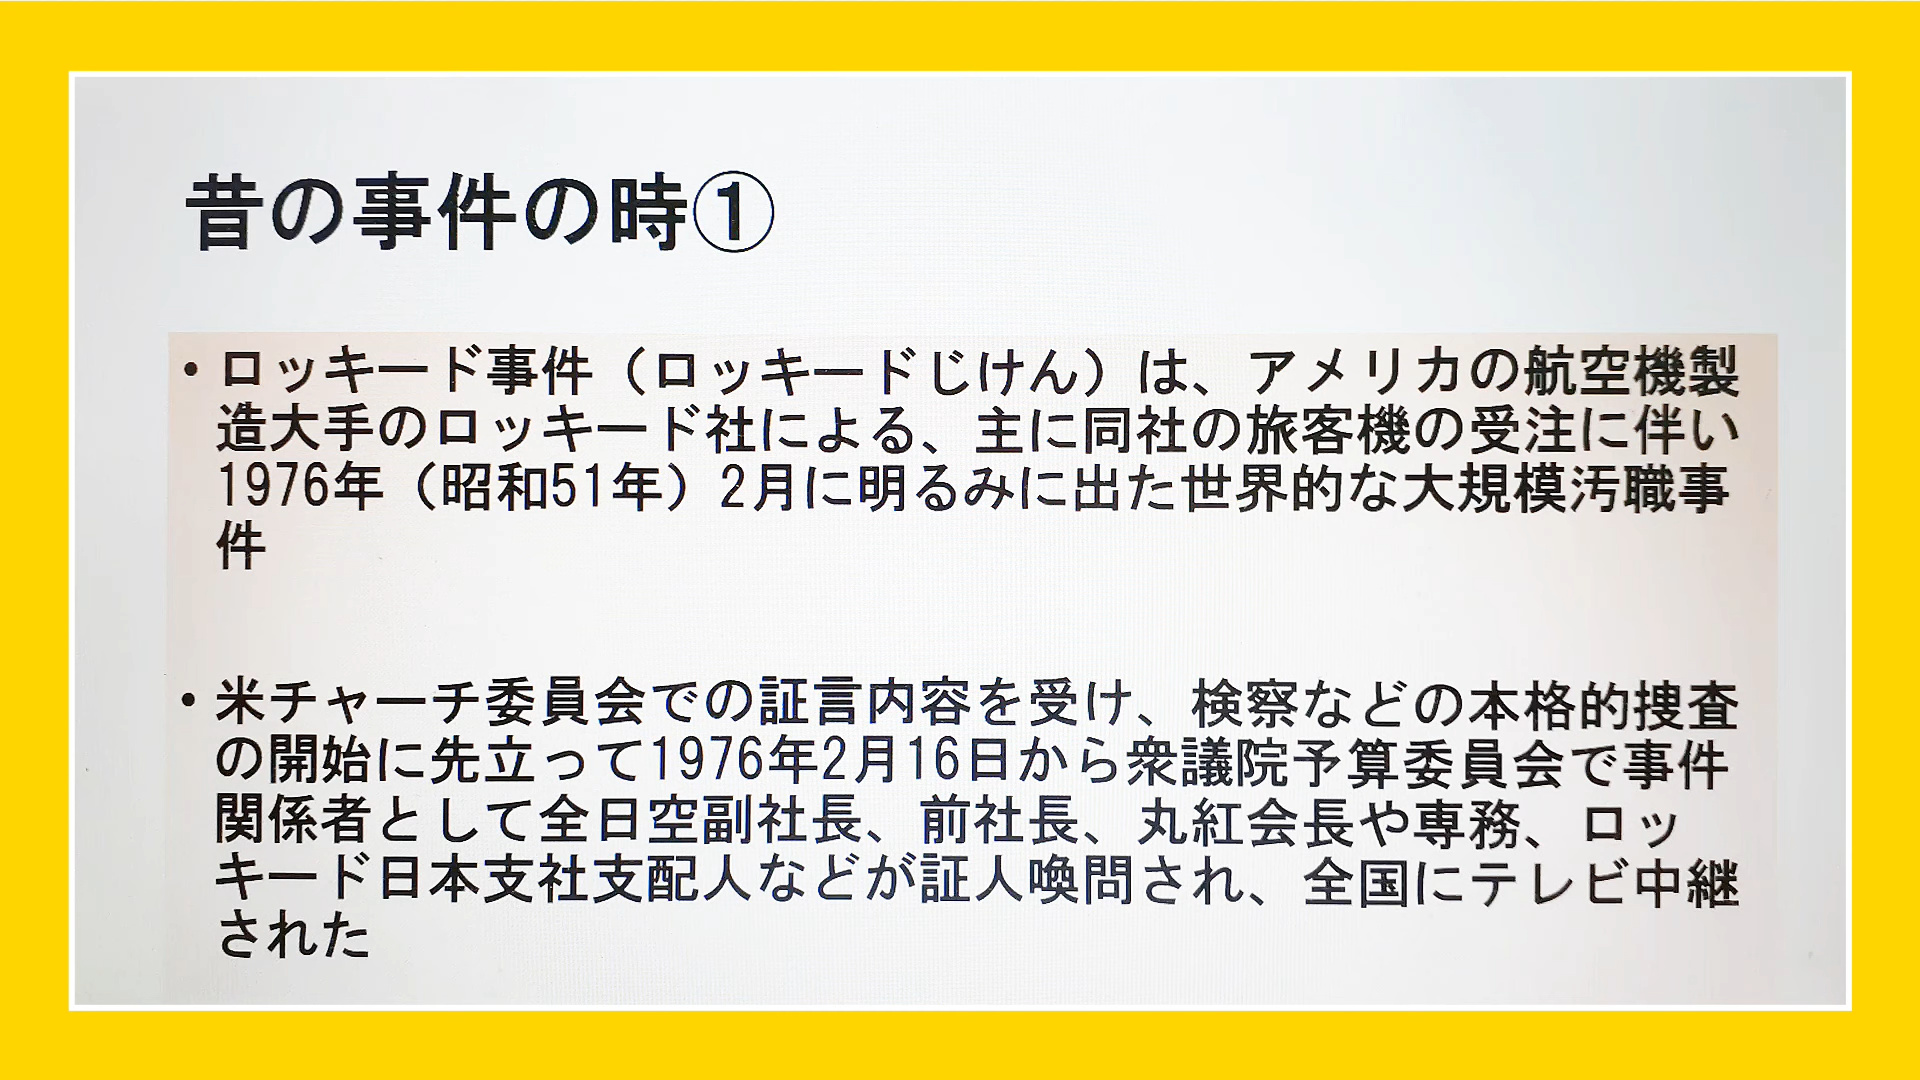 昔の事件の時①
・ロッキード事件（ロッキードじけん）は、アメリカの航空機製
造大手のロッキード社による、主に同社の旅客機の受注に伴い
1976年（昭和51年）2月に明るみに出た世界的な大規模汚職事
件
・米チャーチ委員会での証言内容を受け、検察などの本格的捜査
の開始に先立って1976年2月16日から衆議院予算委員会で事件
関係者として全日空副社長、前社長、丸紅会長や専務、ロッ
キード日本支社支配人などが証人喚問され、全国にテレビ中継
された